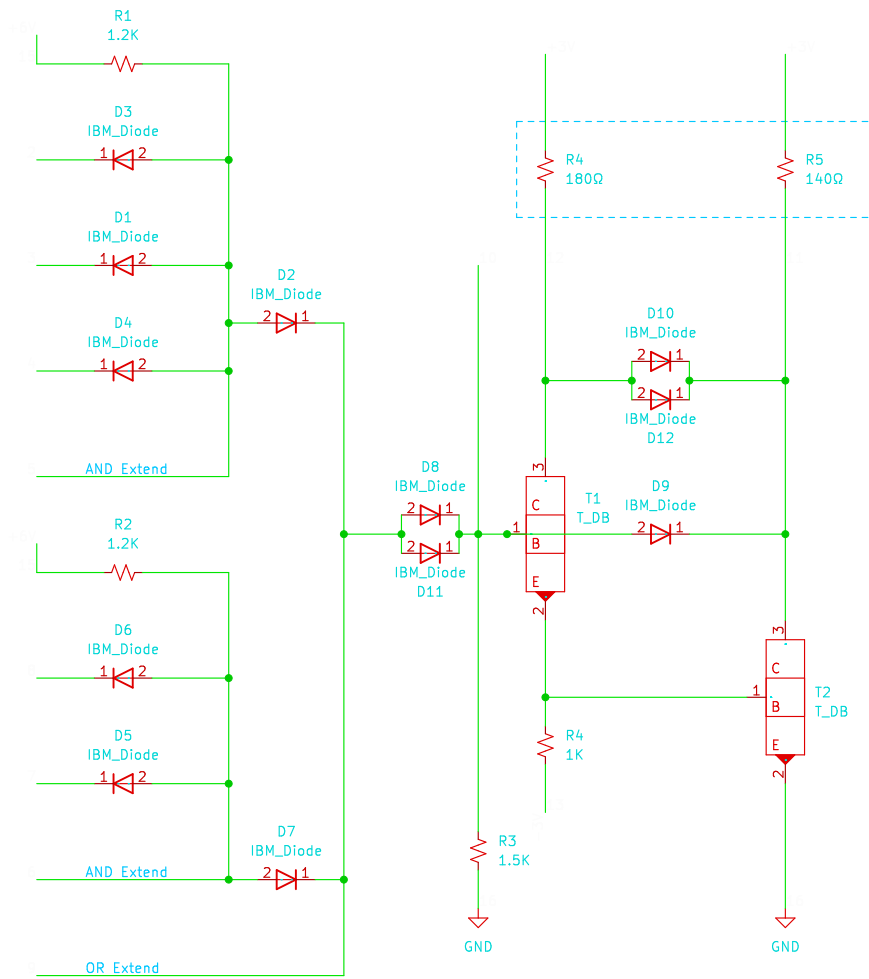 R1
1.2K
D3
IBM_Diode
1 2
D1
IBM_Diode
1 2
D4
IBM_Diode
1 2
AND Extend
D2
IBM_Diode
2 1
R2
1.2K
D6
IBM_Diode
1 2
D5
IBM_Diode
1 2
AND Extend
D7
IBM_Diode
2 1
OR Extend
D8
IBM_Diode
2 1
2 1
IBM_Diode
D11
R3
1.5K
GND
R4
180Ω
R5
140Ω
D10
IBM_Diode
2 1
2 1
IBM_Diode
D12
D9
IBM_Diode
2 1
T1
T_DB
3
C
1
B
E
2
R4
1K
T2
T_DB
3
C
1
B
E
2
GND